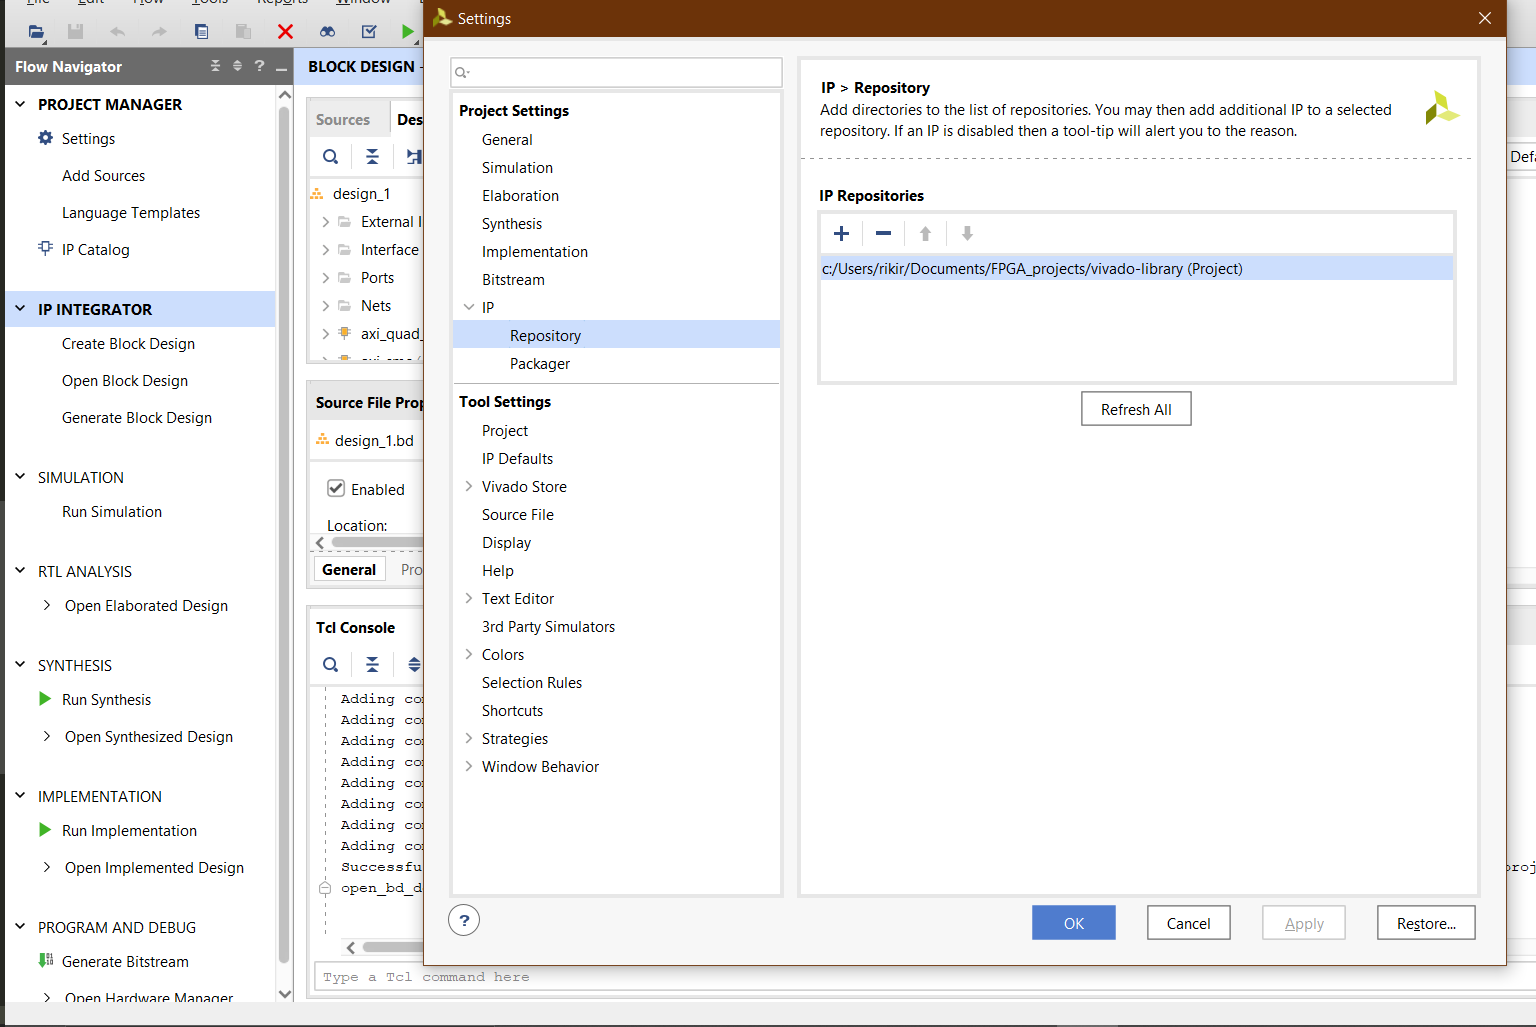 File Edit Flow Tools Reports Window
Settings
Flow Navigator
PROJECT MANAGER
Settings
Add Sources
Language Templates
IP Catalog
IP INTEGRATOR
Create Block Design
Open Block Design
Generate Block Design
SIMULATION
Run Simulation
RTL ANALYSIS
Open Elaborated Design
SYNTHESIS
Run Synthesis
Open Synthesized Design
IMPLEMENTATION
Run Implementation
Open Implemented Design
PROGRAM AND DEBUG
Generate Bitstream
Open Hardware Manager
BLOCK DESIGN -
Sources Des
design_1
External I
Interface
Ports
Nets
axi_quad_
Source File Prop
design_1.bd
Enabled
Location:
General Pro
Tcl Console
Adding co
Adding co
Adding co
Adding co
Adding co
Adding co
Adding co
Adding co
Successfu
open_bd_d
Type a Tcl command here
Project Settings
General
Simulation
Elaboration
Synthesis
Implementation
Bitstream
IP
Repository
Packager
Tool Settings
Project
IP Defaults
Vivado Store
Source File
Display
Help
Text Editor
3rd Party Simulators
Colors
Selection Rules
Shortcuts
Strategies
Window Behavior
IP > Repository
Add directories to the list of repositories. You may then add additional IP to a selected
repository. If an IP is disabled then a tool-tip will alert you to the reason.
IP Repositories
c:/Users/rikir/Documents/FPGA_projects/vivado-library (Project)
Refresh All
OK Cancel Apply Restore...
Defa
proj